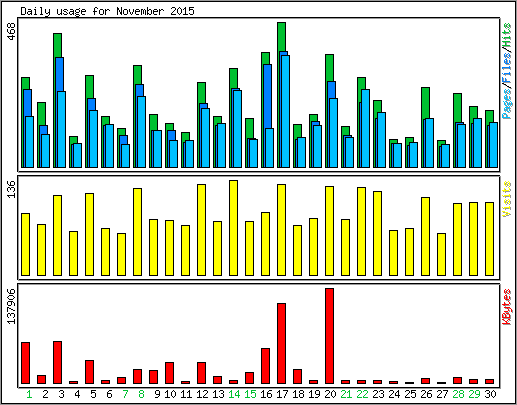 Daily usage for November 2015
468
Pages/Files/Hits
136
Visits
137906
KBytes
1 2 3 4 5 6 7 8 9 10 11 12 13 14 15 16 17 18 19 20 21 22 23 24 25 26 27 28 29 30